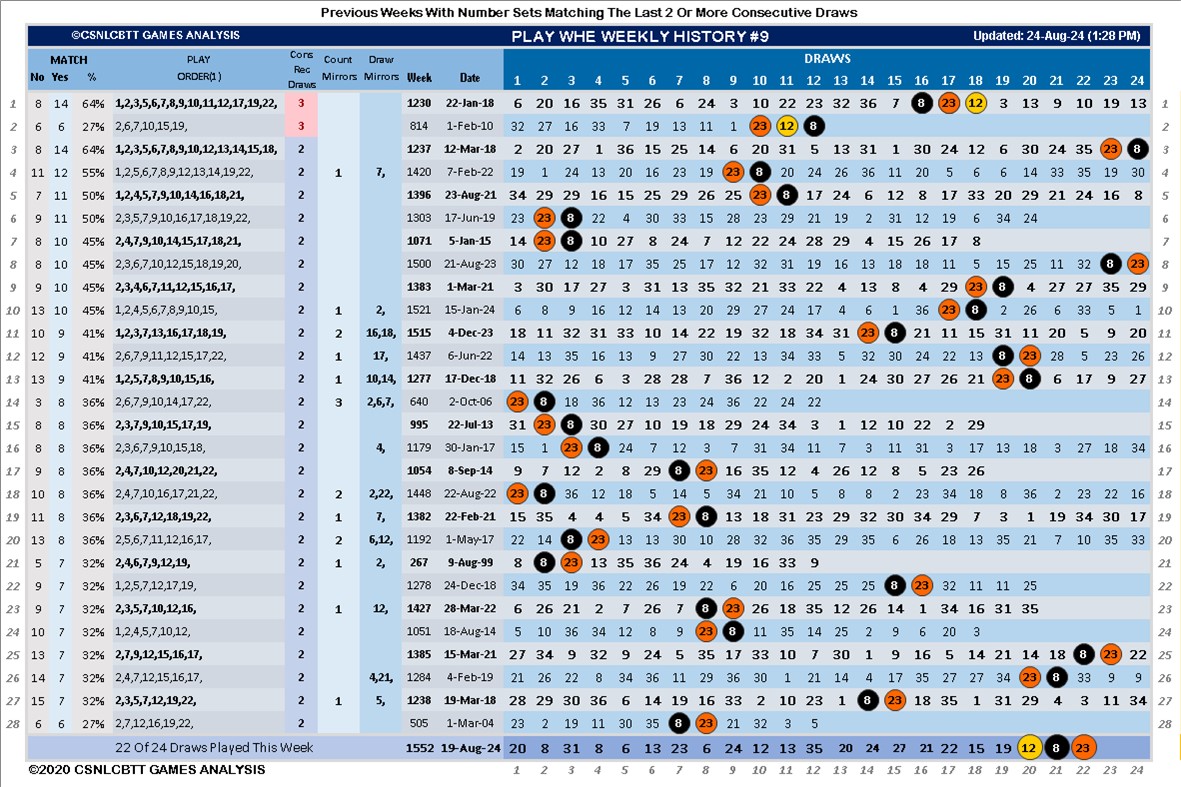 Previous Weeks With Number Sets Matching The Last 2 Or More Consecutive Draws
©CSNLCBTT GAMES ANALYSIS PLAY WHE WEEKLY HISTORY #9 Updated: 24-Aug-24 (1:28 PM)
MATCH PLAY Cons Rec Draws Count Mirrors Draw Mirrors Week Date DRAWS
No Yes % ORDER(1) 1 2 3 4 5 6 7 8 9 10 11 12 13 14 15 16 17 18 19 20 21 22 23 24
1 8 14 64% 1,2,3,5,6,7,8,9,10,11,12,17,19,22, 3 1230 22-Jan-18 6 20 16 35 31 26 6 24 3 10 22 23 32 36 7 8 23 12 3 13 9 10 19 13 1
2 6 6 27% 2,6,7,10,15,19, 3 814 1-Feb-10 32 27 16 33 7 19 13 11 1 23 12 8 2
3 8 14 64% 1,2,3,5,6,7,8,9,10,12,13,14,15,18, 2 1237 12-Mar-18 2 20 27 1 36 15 25 14 6 20 31 5 13 31 1 30 24 12 6 30 24 35 23 8 3
4 11 12 55% 1,2,5,6,7,8,9,12,13,14,19,22, 2 1 7, 1420 7-Feb-22 19 1 24 13 20 16 23 19 23 8 20 24 26 36 11 20 5 6 6 14 33 35 19 30 4
5 7 11 50% 1,2,4,5,7,9,10,14,16,18,21, 2 1396 23-Aug-21 34 29 29 16 15 25 29 26 25 23 8 17 24 6 12 8 17 33 20 29 21 24 16 8 5
6 9 11 50% 2,3,5,7,9,10,16,17,18,19,22, 2 1303 17-Jun-19 23 23 8 22 4 30 33 15 28 23 29 21 19 2 31 12 19 6 34 24 6
7 8 10 45% 2,4,7,9,10,14,15,17,18,21, 2 1071 5-Jan-15 14 23 8 10 27 8 24 7 12 22 24 28 29 4 15 26 17 8 7
8 8 10 45% 2,3,6,7,10,12,15,18,19,20, 2 1500 21-Aug-23 30 27 12 18 17 35 25 17 12 32 31 19 16 13 18 18 11 5 15 25 11 32 8 23 8
9 9 10 45% 2,3,4,6,7,11,12,15,16,17, 2 1383 1-Mar-21 3 30 17 27 3 31 13 35 32 21 33 22 4 13 8 4 29 23 8 4 27 27 35 29 9
10 13 10 45% 1,2,4,5,6,7,8,9,10,15, 2 1 2, 1521 15-Jan-24 6 8 9 16 12 14 13 20 29 27 24 17 4 6 1 36 23 8 2 26 6 33 5 1 10
11 10 9 41% 1,2,3,7,13,16,17,18,19, 2 2 16,18, 1515 4-Dec-23 18 11 32 31 33 10 14 22 19 32 18 34 31 23 8 21 11 15 31 11 20 5 9 20 11
12 12 9 41% 2,6,7,9,11,12,15,17,22, 2 1 17, 1437 6-Jun-22 14 13 35 16 13 9 27 30 22 13 34 33 5 32 30 24 22 13 8 23 28 5 23 26 12
13 13 9 41% 1,2,5,7,8,9,10,15,16, 2 1 10,14, 1277 17-Dec-18 11 32 26 6 3 28 28 7 36 12 2 20 1 24 30 27 26 21 23 8 6 17 9 27 13
14 3 8 36% 2,6,7,9,10,14,17,22, 2 3 2,6,7, 640 2-Oct-06 23 8 18 36 12 13 23 24 36 22 24 22 14
15 8 8 36% 2,3,7,9,10,15,17,19, 2 995 22-Jul-13 31 23 8 30 27 10 19 18 29 24 34 3 1 12 10 22 2 29 15
16 8 8 36% 2,3,6,7,9,10,15,18, 2 4, 1179 30-Jan-17 15 1 23 8 24 7 12 3 7 31 34 11 7 3 11 31 3 17 13 18 3 27 18 34 16
17 9 8 36% 2,4,7,10,12,20,21,22, 2 1054 8-Sep-14 9 7 12 2 8 29 8 23 16 35 12 4 26 12 8 5 23 26 17
18 10 8 36% 2,4,7,10,16,17,21,22, 2 2 2,22, 1448 22-Aug-22 23 8 36 12 18 5 14 5 34 21 10 5 8 8 2 23 34 18 8 36 2 23 22 16 18
19 11 8 36% 2,3,6,7,12,18,19,22, 2 1 7, 1382 22-Feb-21 15 35 4 4 5 34 23 8 13 18 31 23 29 32 30 34 29 7 3 1 19 34 30 17 19
20 13 8 36% 2,5,6,7,11,12,16,17, 2 2 6,12, 1192 1-May-17 22 14 8 23 13 13 30 10 28 32 36 35 29 35 6 26 18 13 35 21 7 10 35 33 20
21 5 7 32% 2,4,6,7,9,12,19, 2 1 2, 267 9-Aug-99 8 8 23 13 35 36 24 4 19 16 33 9 21
22 9 7 32% 1,2,5,7,12,17,19, 2 1278 24-Dec-18 34 35 19 36 22 26 19 22 6 12 16 25 25 25 8 23 32 11 11 20 22
23 9 7 32% 2,3,5,7,10,12,16, 2 1 12, 1427 28-Mar-22 6 26 21 2 7 26 7 8 23 26 18 35 12 26 14 1 34 16 31 35 23
24 10 7 32% 1,2,4,5,7,10,12, 2 1051 18-Aug-14 5 10 36 34 12 8 9 23 8 11 35 14 25 2 9 6 20 3 24
25 13 7 32% 2,7,9,12,15,16,17, 2 1385 15-Mar-21 27 34 9 32 9 24 5 35 17 33 10 7 30 1 9 16 5 14 21 14 18 8 23 22 25
26 14 7 32% 2,4,7,12,15,16,17, 2 4,21, 1284 4-Feb-19 21 26 22 8 34 36 11 29 36 30 1 21 16 4 17 35 27 27 34 23 8 33 9 9 26
27 15 7 32% 2,3,5,7,12,19,22, 2 1 5, 1238 19-Mar-18 28 29 30 36 6 14 19 16 33 2 10 23 1 8 23 18 35 1 31 29 4 3 11 34 27
28 6 6 27% 2,7,12,16,19,22, 2 505 1-Mar-04 23 2 19 11 30 35 8 23 21 32 3 5 28
22 Of 24 Draws Played This Week 1552 19-Aug-24 20 8 31 8 6 13 23 6 24 12 13 35 20 24 27 21 22 15 19 12 8 23
©2020 CSNLCBTT GAMES ANALYSIS 1 2 3 4 5 6 7 8 9 10 11 12 13 14 15 16 17 18 19 20 21 22 23 24